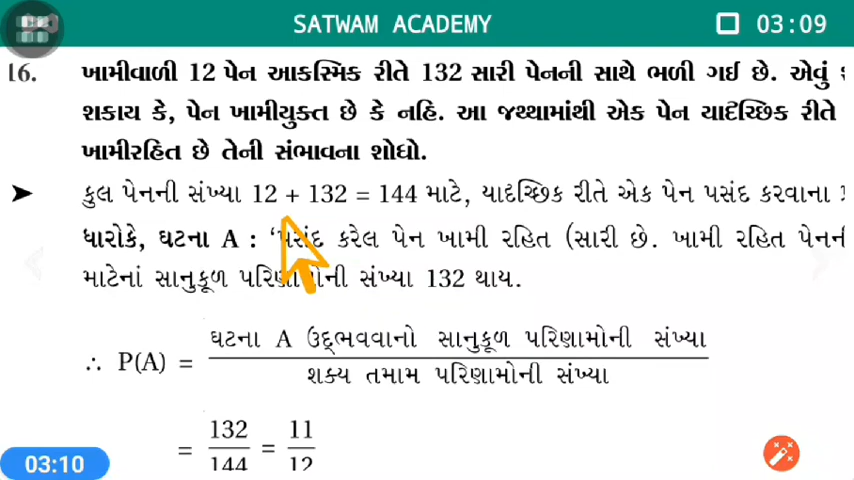 SATWAM ACADEMY
03:09
16. ખામીવાળી 12 પેન આકસ્મિક રીતે 132 સારી પેનની સાથે ભળી ગઈ છે. એવું
શકાય કે, પેન ખામીયુક્ત છે કે નહિ. આ જથ્થામાંથી એક પેન યાદૃચ્છિક રીતે
ખામીરહિત છે તેની સંભાવના શોધો.
➤ કુલ પેનની સંખ્યા 12 + 132 = 144 માટે, યાદૃચ્છિક રીતે એક પેન પસંદ કરવાના
ધારોકે, ઘટના A : ‘પસંદ કરેલ પેન ખામી રહિત (સારી છે. ખામી રહિત પેનની
માટેનાં સાનુકૂળ પરિણામોની સંખ્યા 132 થાય.
ઘટના A ઉદ્ભવવાનો સાનુકૂળ પરિણામોની સંખ્યા
∴ P(A) =
શક્ય તમામ પરિણામોની સંખ્યા
132 11
= =
144 12
03:10